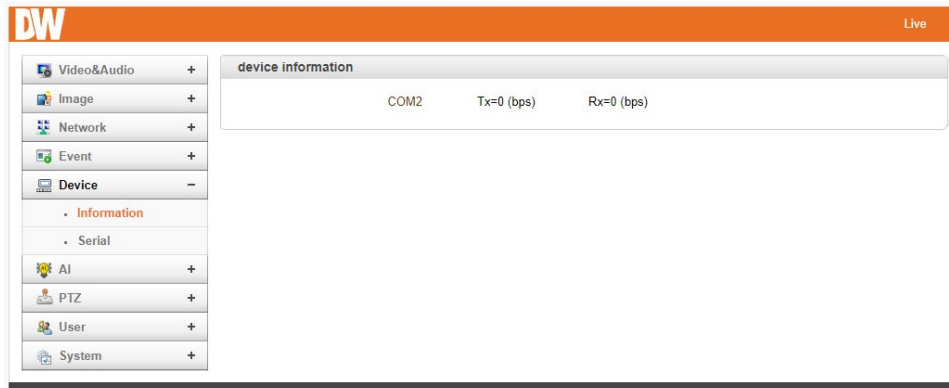 DW
Live
Video&Audio +
Image +
Network +
Event +
Device −
Information
Serial
AI +
PTZ +
User +
System +
device information
COM2 Tx=0 (bps) Rx=0 (bps)